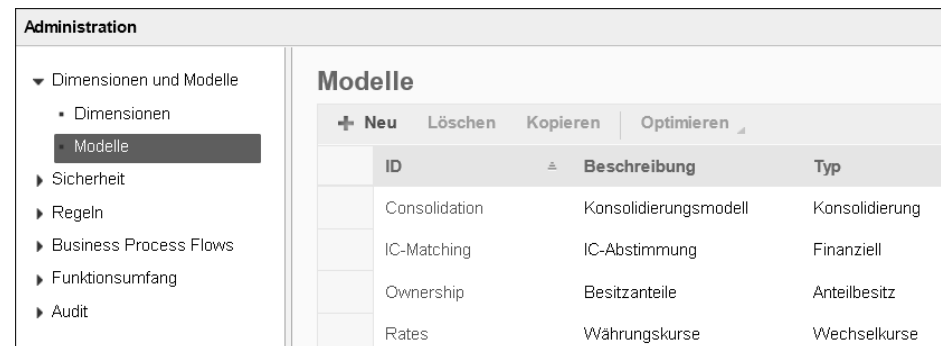 Administration
Dimensionen und Modelle
Dimensionen
Modelle
Sicherheit
Regeln
Business Process Flows
Funktionsumfang
Audit
Modelle
Neu Löschen Kopieren Optimieren
ID Beschreibung Typ
Consolidation Konsolidierungsmodell Konsolidierung
IC-Matching IC-Abstimmung Finanziell
Ownership Besitzanteile Anteilbesitz
Rates Währungskurse Wechselkurse